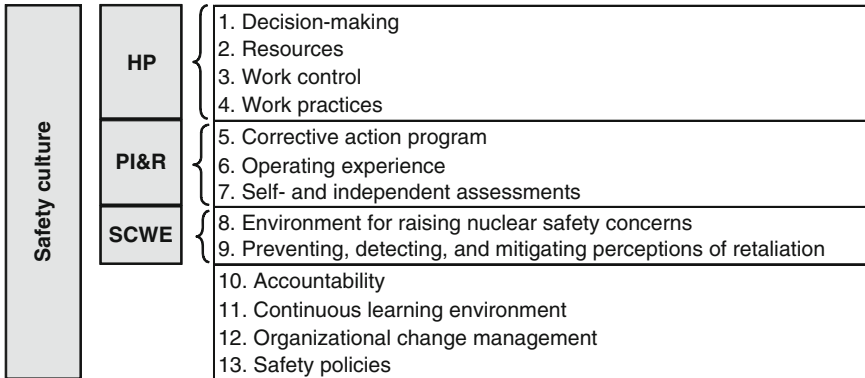 Safety culture
HP
1. Decision-making
2. Resources
3. Work control
4. Work practices
PI&R
5. Corrective action program
6. Operating experience
7. Self- and independent assessments
SCWE
8. Environment for raising nuclear safety concerns
9. Preventing, detecting, and mitigating perceptions of retaliation
10. Accountability
11. Continuous learning environment
12. Organizational change management
13. Safety policies